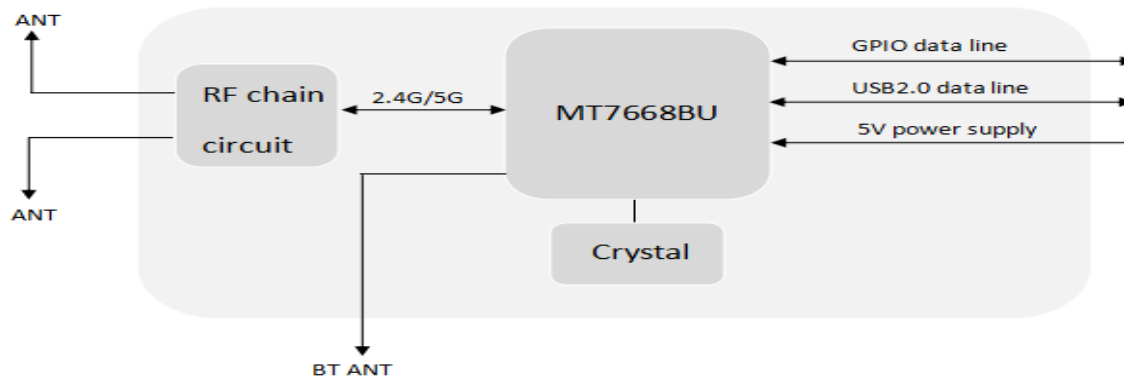 ANT
GPIO data line
RF chain
circuit
2.4G/5G
MT7668BU
USB2.0 data line
5V power supply
ANT
Crystal
BT ANT